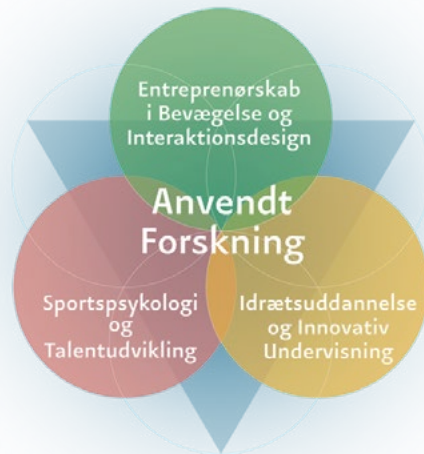 Entreprenørskab
i Bevægelse og
Interaktionsdesign
Anvendt
Forskning
Sportspsykologi
og
Talentudvikling
Idrætsuddannelse
og Innovativ
Undervisning